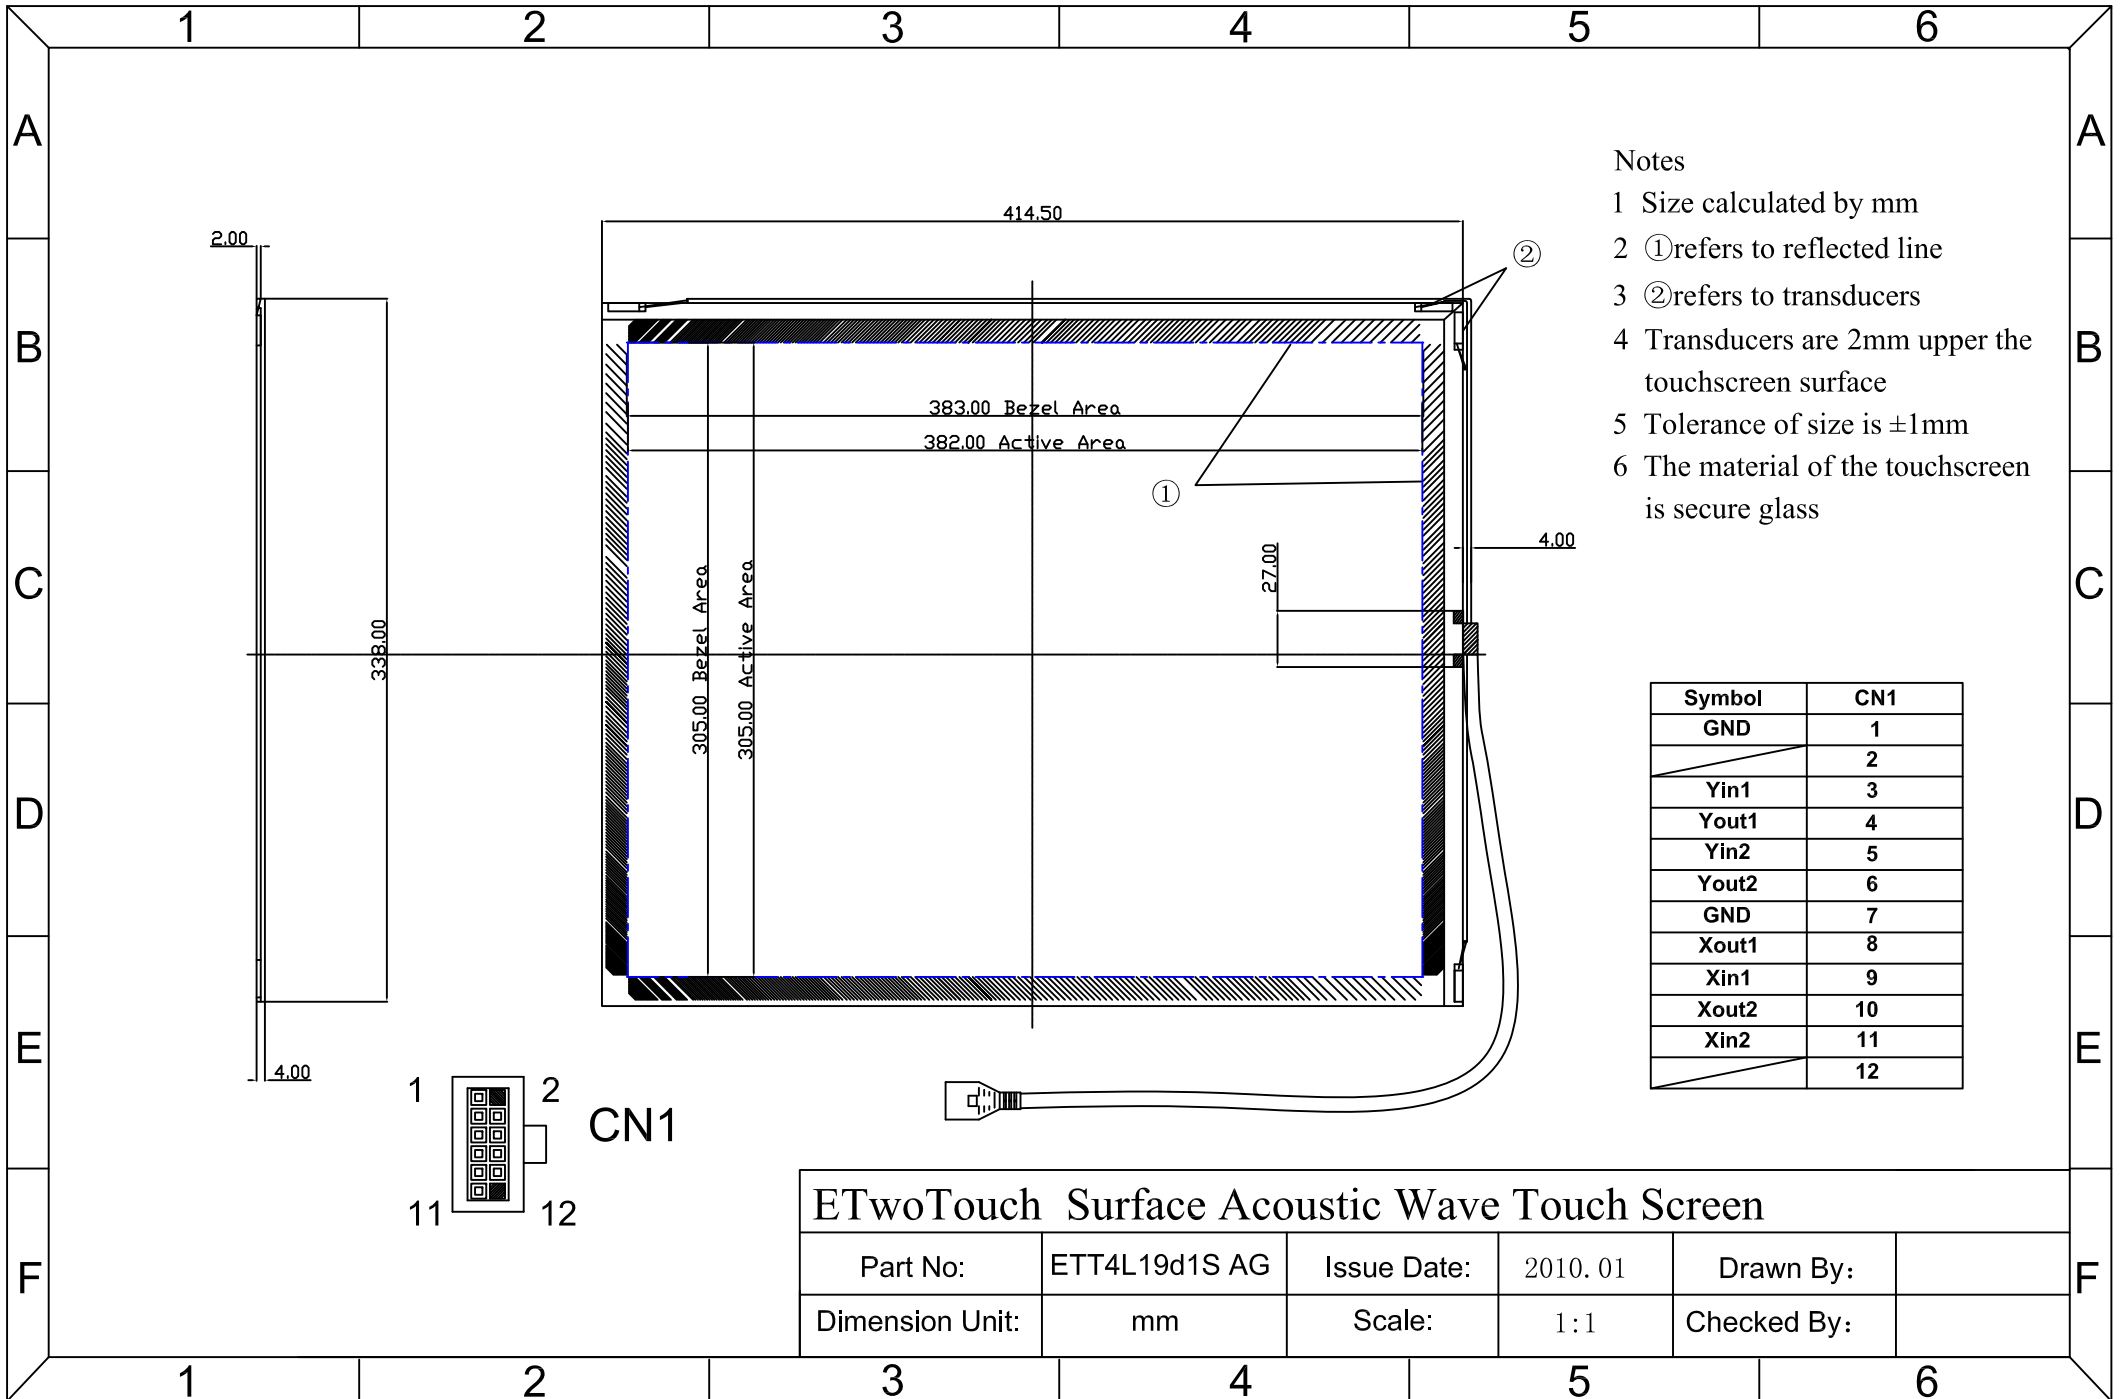 1 2 3 4 5 6
A A
B B
C C
D D
E E
F F
1 2 3 4 5 6
Notes
1 Size calculated by mm
2 ①refers to reflected line
3 ②refers to transducers
4 Transducers are 2mm upper the
touchscreen surface
5 Tolerance of size is ±1mm
6 The material of the touchscreen
is secure glass
414.50
2.00
②
383.00 Bezel Area
382.00 Active Area
①
4.00
27.00
305.00 Bezel Area
305.00 Active Area
338.00
4.00
Symbol CN1
GND 1
2
Yin1 3
Yout1 4
Yin2 5
Yout2 6
GND 7
Xout1 8
Xin1 9
Xout2 10
Xin2 11
12
1 2
CN1
11 12
ETwoTouch Surface Acoustic Wave Touch Screen
Part No: ETT4L19d1S AG Issue Date: 2010.01 Drawn By：
Dimension Unit: mm Scale: 1:1 Checked By：